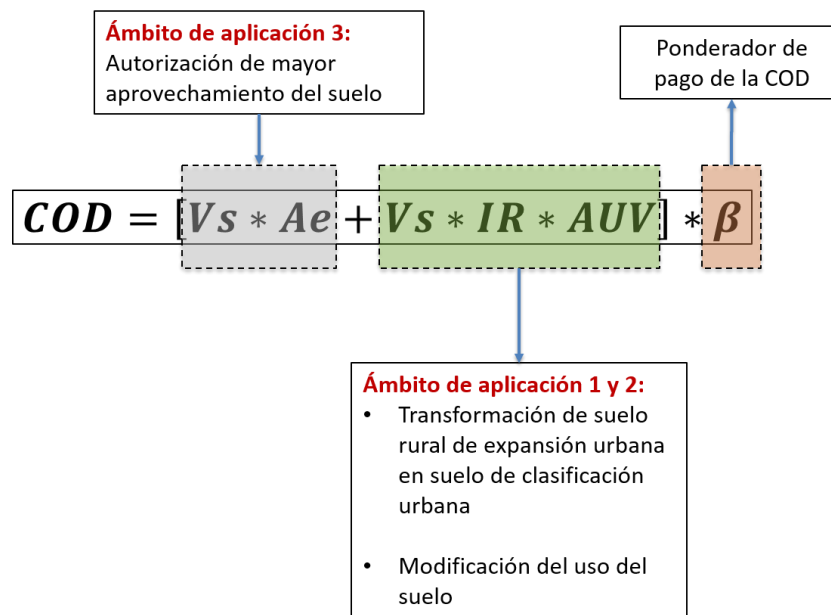 Ámbito de aplicación 3:
Autorización de mayor
aprovechamiento del suelo
Ponderador de
pago de la COD
COD = [Vs * Ae + Vs * IR * AUV] * β
Ámbito de aplicación 1 y 2:
• Transformación de suelo
rural de expansión urbana
en suelo de clasificación
urbana
• Modificación del uso del
suelo